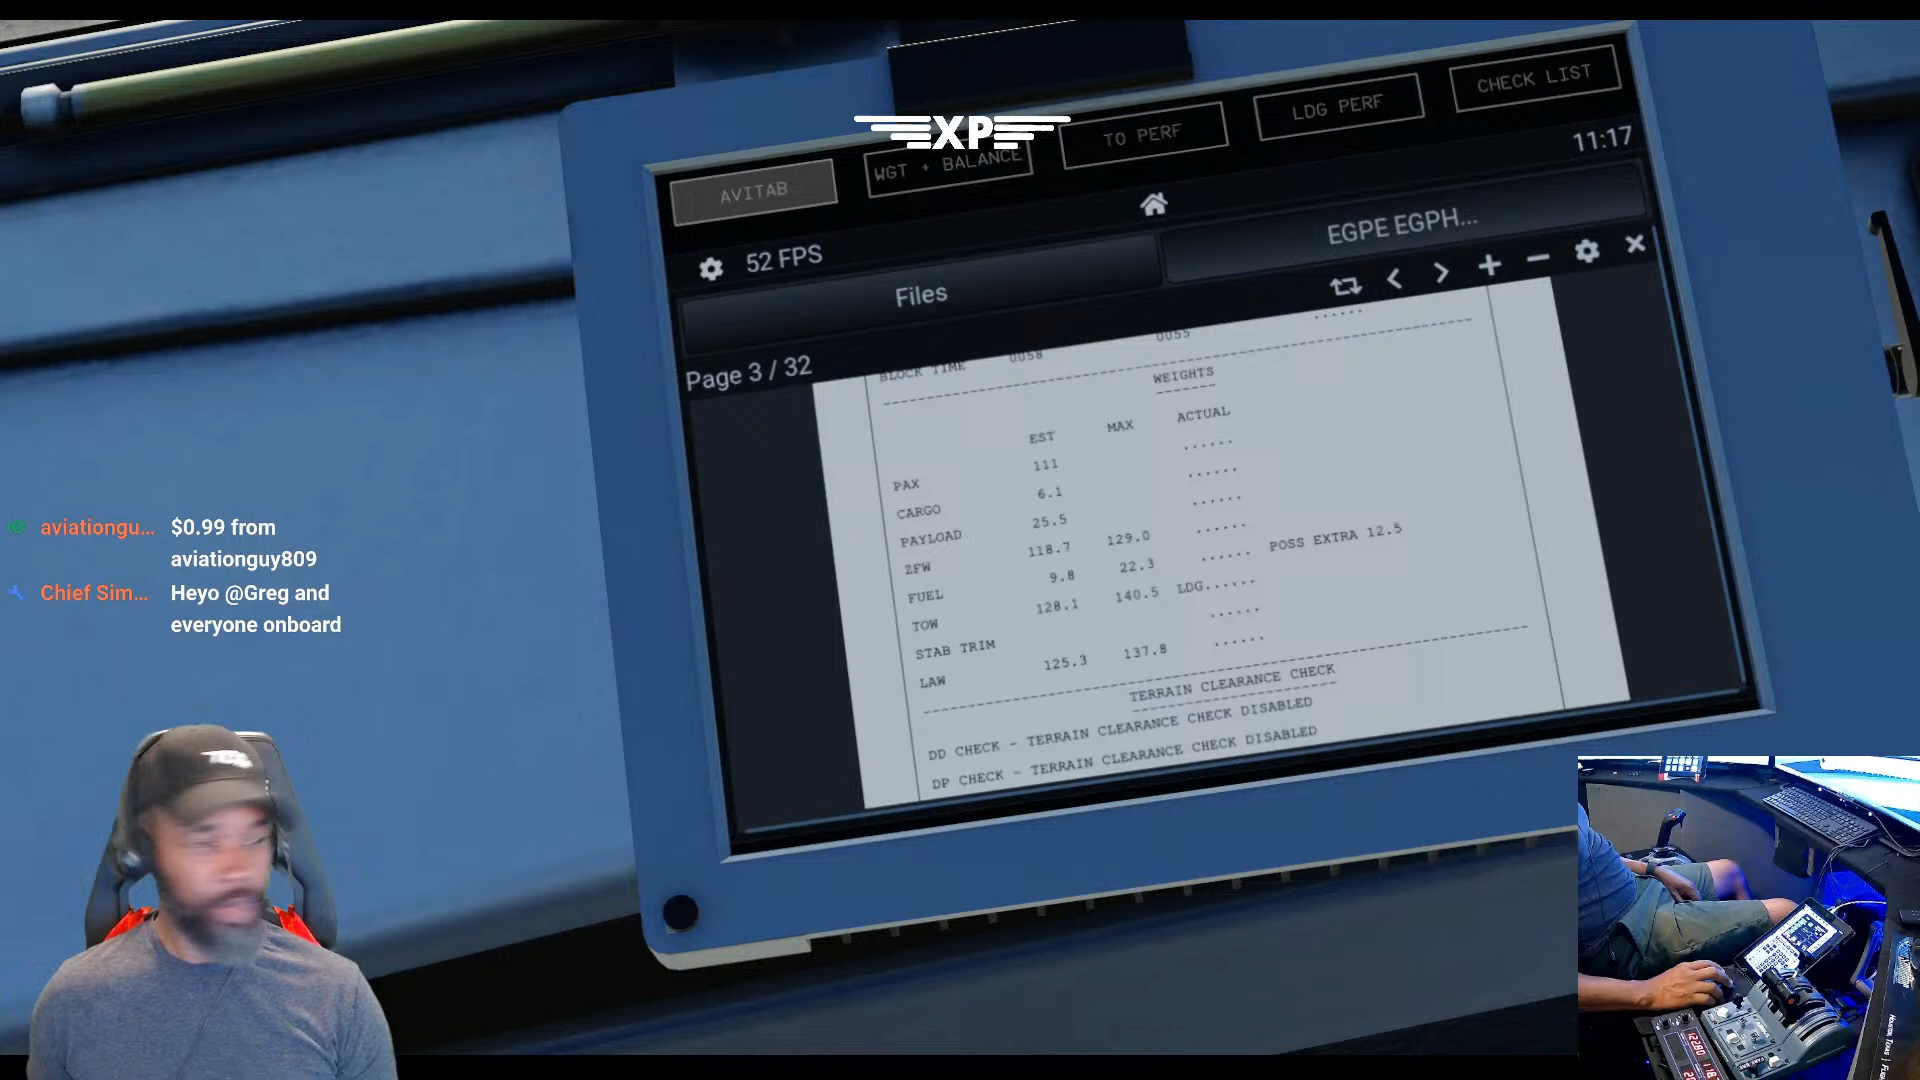 CHECK LIST
LDG PERF
TO PERF
XP
WGT + BALANCE
AVITAB
11:17
52 FPS
EGPE EGPH...
Files
Page 3 / 32
BLOCK TIME 0058 0055 ......
WEIGHTS
EST MAX ACTUAL
PAX 111 ......
CARGO 6.1 ......
PAYLOAD 25.5 ......
ZFW 118.7 129.0 ......
FUEL 9.8 22.3 ...... POSS EXTRA 12.5
TOW 128.1 140.5 LDG......
STAB TRIM ......
LAW 125.3 137.8 ......
TERRAIN CLEARANCE CHECK
DD CHECK - TERRAIN CLEARANCE CHECK DISABLED
DP CHECK - TERRAIN CLEARANCE CHECK DISABLED
aviationgu... $0.99 from
aviationguy809
Chief Sim... Heyo @Greg and
everyone onboard